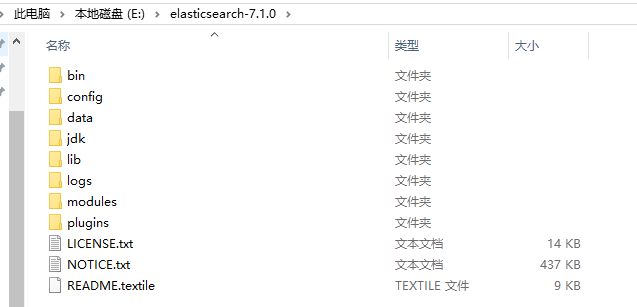 此电脑 › 本地磁盘 (E:) › elasticsearch-7.1.0 ›
名称 类型 大小
bin 文件夹
config 文件夹
data 文件夹
jdk 文件夹
lib 文件夹
logs 文件夹
modules 文件夹
plugins 文件夹
LICENSE.txt 文本文档 14 KB
NOTICE.txt 文本文档 437 KB
README.textile TEXTILE 文件 9 KB